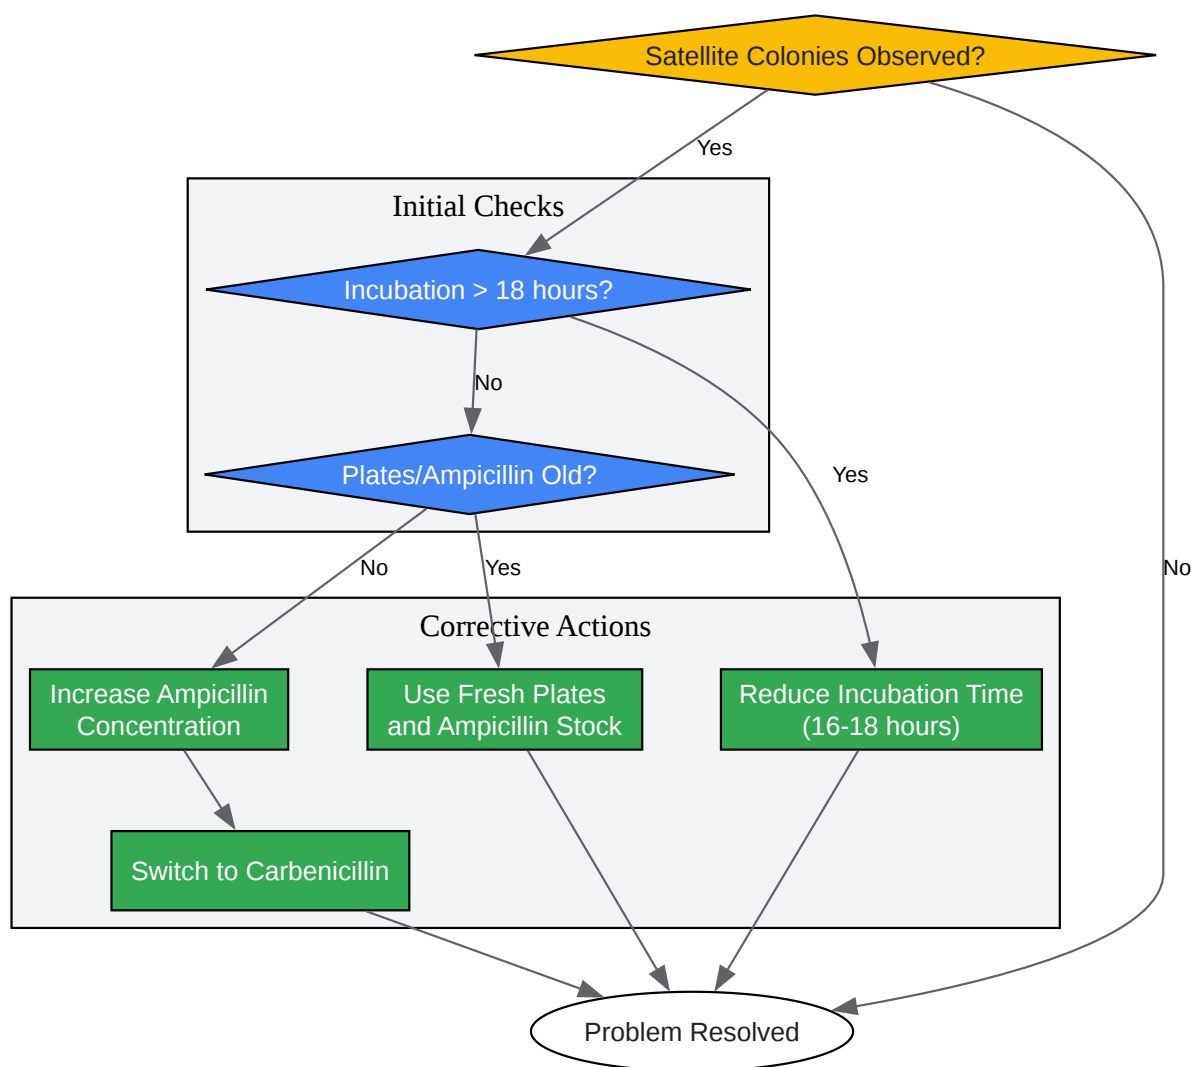 Satellite Colonies Observed?
Yes
Initial Checks
Incubation > 18 hours?
No
Plates/Ampicillin Old?
Yes
No
Yes
No
Corrective Actions
Increase Ampicillin
Concentration
Use Fresh Plates
and Ampicillin Stock
Reduce Incubation Time
(16-18 hours)
Switch to Carbenicillin
Problem Resolved